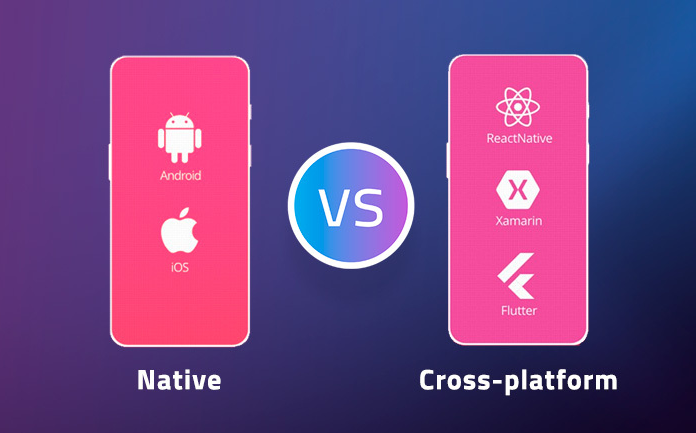 Android
iOS
Native
VS
ReactNative
Xamarin
Flutter
Cross-platform